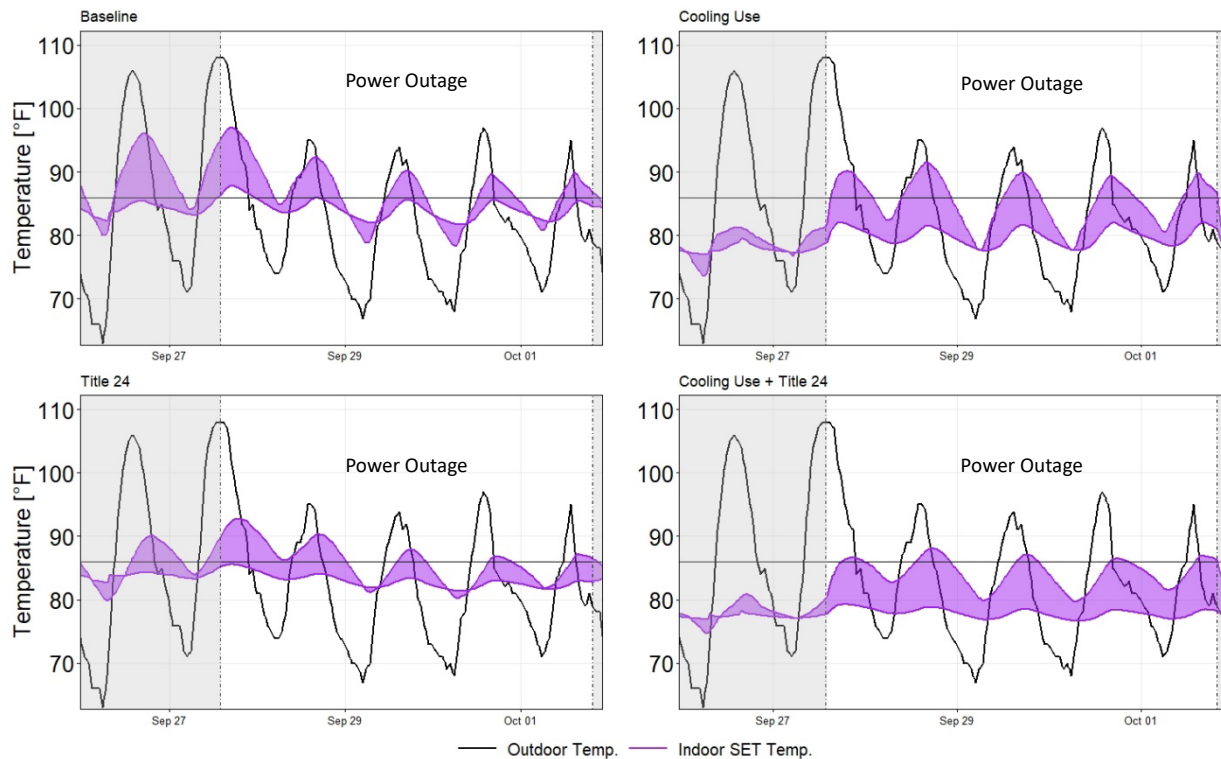 Baseline
Temperature [°F]
110
100
90
80
70
Power Outage
Sep 27
Sep 29
Oct 01
Cooling Use
110
100
90
80
70
Power Outage
Sep 27
Sep 29
Oct 01
Title 24
Temperature [°F]
110
100
90
80
70
Power Outage
Sep 27
Sep 29
Oct 01
Cooling Use + Title 24
110
100
90
80
70
Power Outage
Sep 27
Sep 29
Oct 01
Outdoor Temp.
Indoor SET Temp.